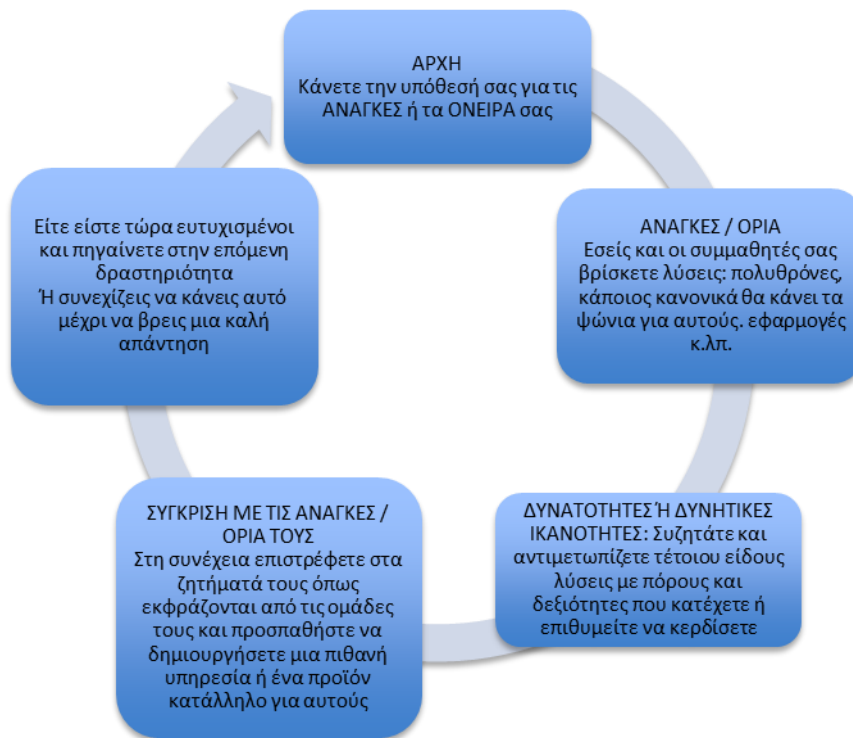 ΑΡΧΗ
Κάνετε την υπόθεσή σας για τις
ΑΝΑΓΚΕΣ ή τα ΟΝΕΙΡΑ σας
ΑΝΑΓΚΕΣ / ΟΡΙΑ
Εσείς και οι συμμαθητές σας
βρίσκετε λύσεις: πολυθρόνες,
κάποιος κανονικά θα κάνει τα
ψώνια για αυτούς. εφαρμογές
κ.λπ.
ΔΥΝΑΤΟΤΗΤΕΣ Ή ΔΥΝΗΤΙΚΕΣ
ΙΚΑΝΟΤΗΤΕΣ: Συζητάτε και
αντιμετωπίζετε τέτοιου είδους
λύσεις με πόρους και
δεξιότητες που κατέχετε ή
επιθυμείτε να κερδίσετε
ΣΥΓΚΡΙΣΗ ΜΕ ΤΙΣ ΑΝΑΓΚΕΣ /
ΟΡΙΑ ΤΟΥΣ
Στη συνέχεια επιστρέφετε στα
ζητήματά τους όπως
εκφράζονται από τις ομάδες
τους και προσπαθήστε να
δημιουργήσετε μια πιθανή
υπηρεσία ή ένα προϊόν
κατάλληλο για αυτούς
Είτε είστε τώρα ευτυχισμένοι
και πηγαίνετε στην επόμενη
δραστηριότητα
Ή συνεχίζεις να κάνεις αυτό
μέχρι να βρεις μια καλή
απάντηση